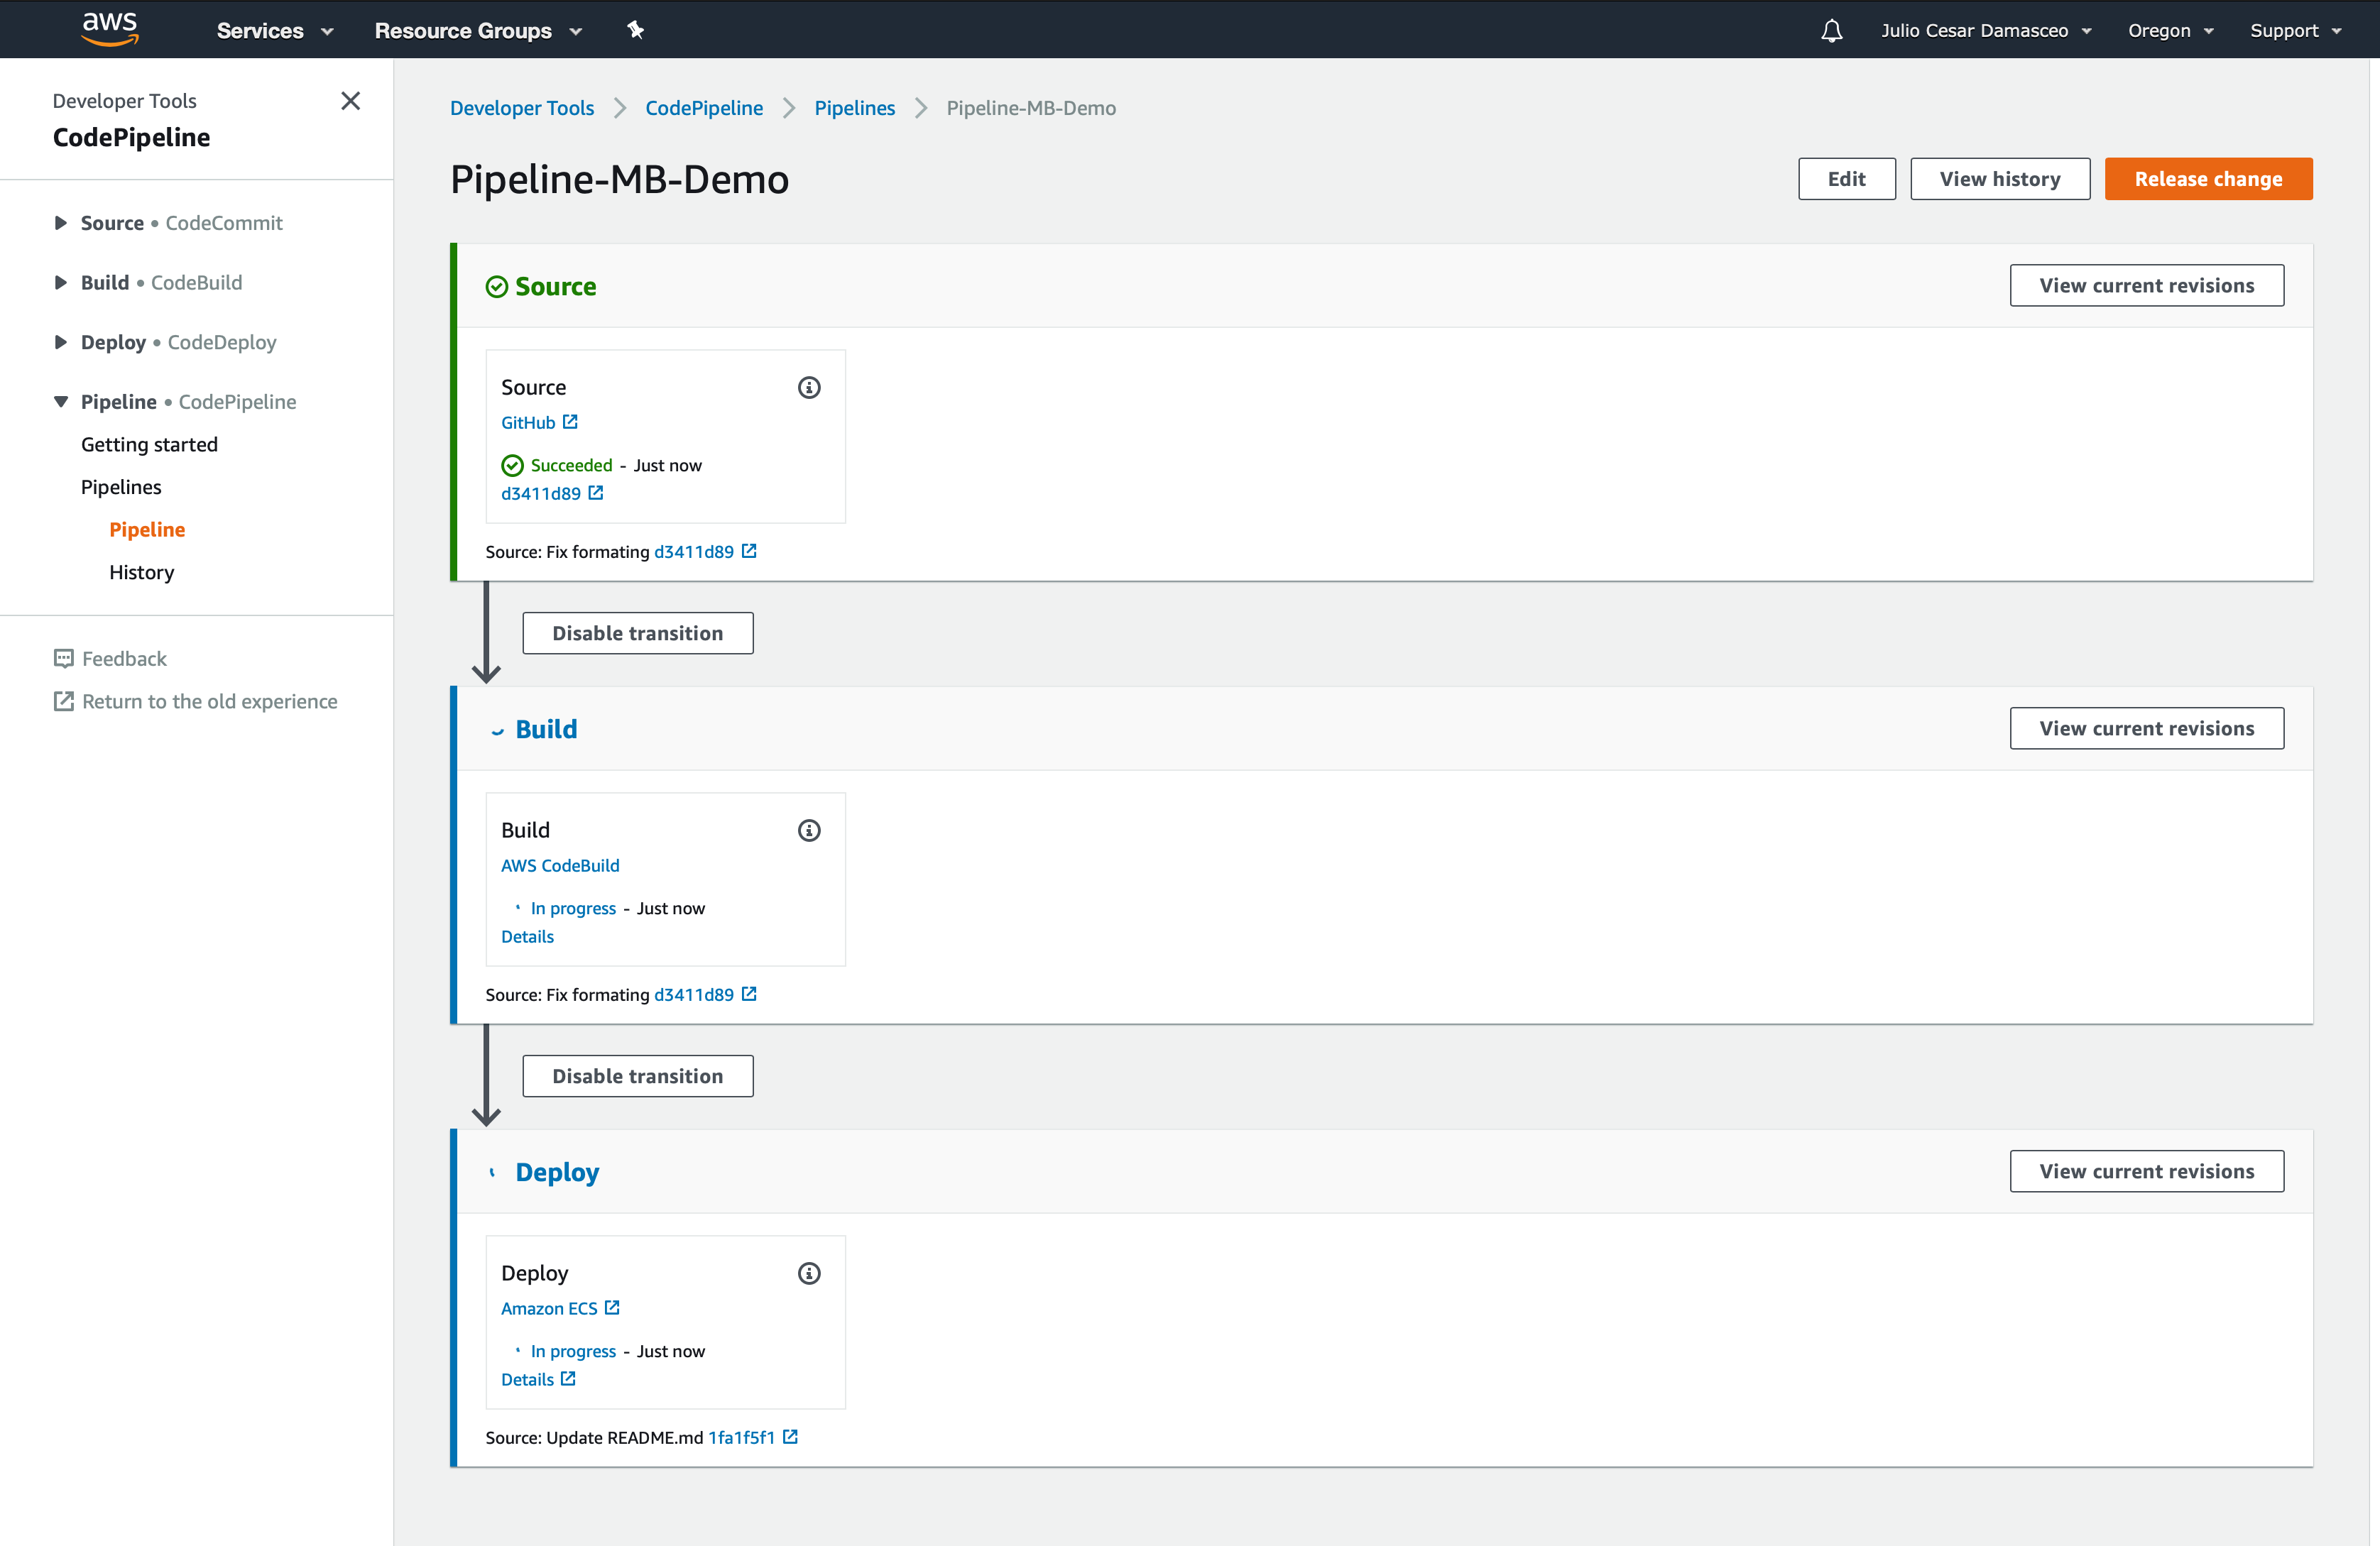 aws Services Resource Groups Julio Cesar Damasceo Oregon Support
Developer Tools
CodePipeline
Source • CodeCommit
Build • CodeBuild
Deploy • CodeDeploy
Pipeline • CodePipeline
Getting started
Pipelines
Pipeline
History
Feedback
Return to the old experience
Developer Tools > CodePipeline > Pipelines > Pipeline-MB-Demo
Pipeline-MB-Demo
Edit View history Release change
Source
View current revisions
Source
GitHub
Succeeded - Just now
d3411d89
Source: Fix formating d3411d89
Disable transition
Build
View current revisions
Build
AWS CodeBuild
In progress - Just now
Details
Source: Fix formating d3411d89
Disable transition
Deploy
View current revisions
Deploy
Amazon ECS
In progress - Just now
Details
Source: Update README.md 1fa1f5f1